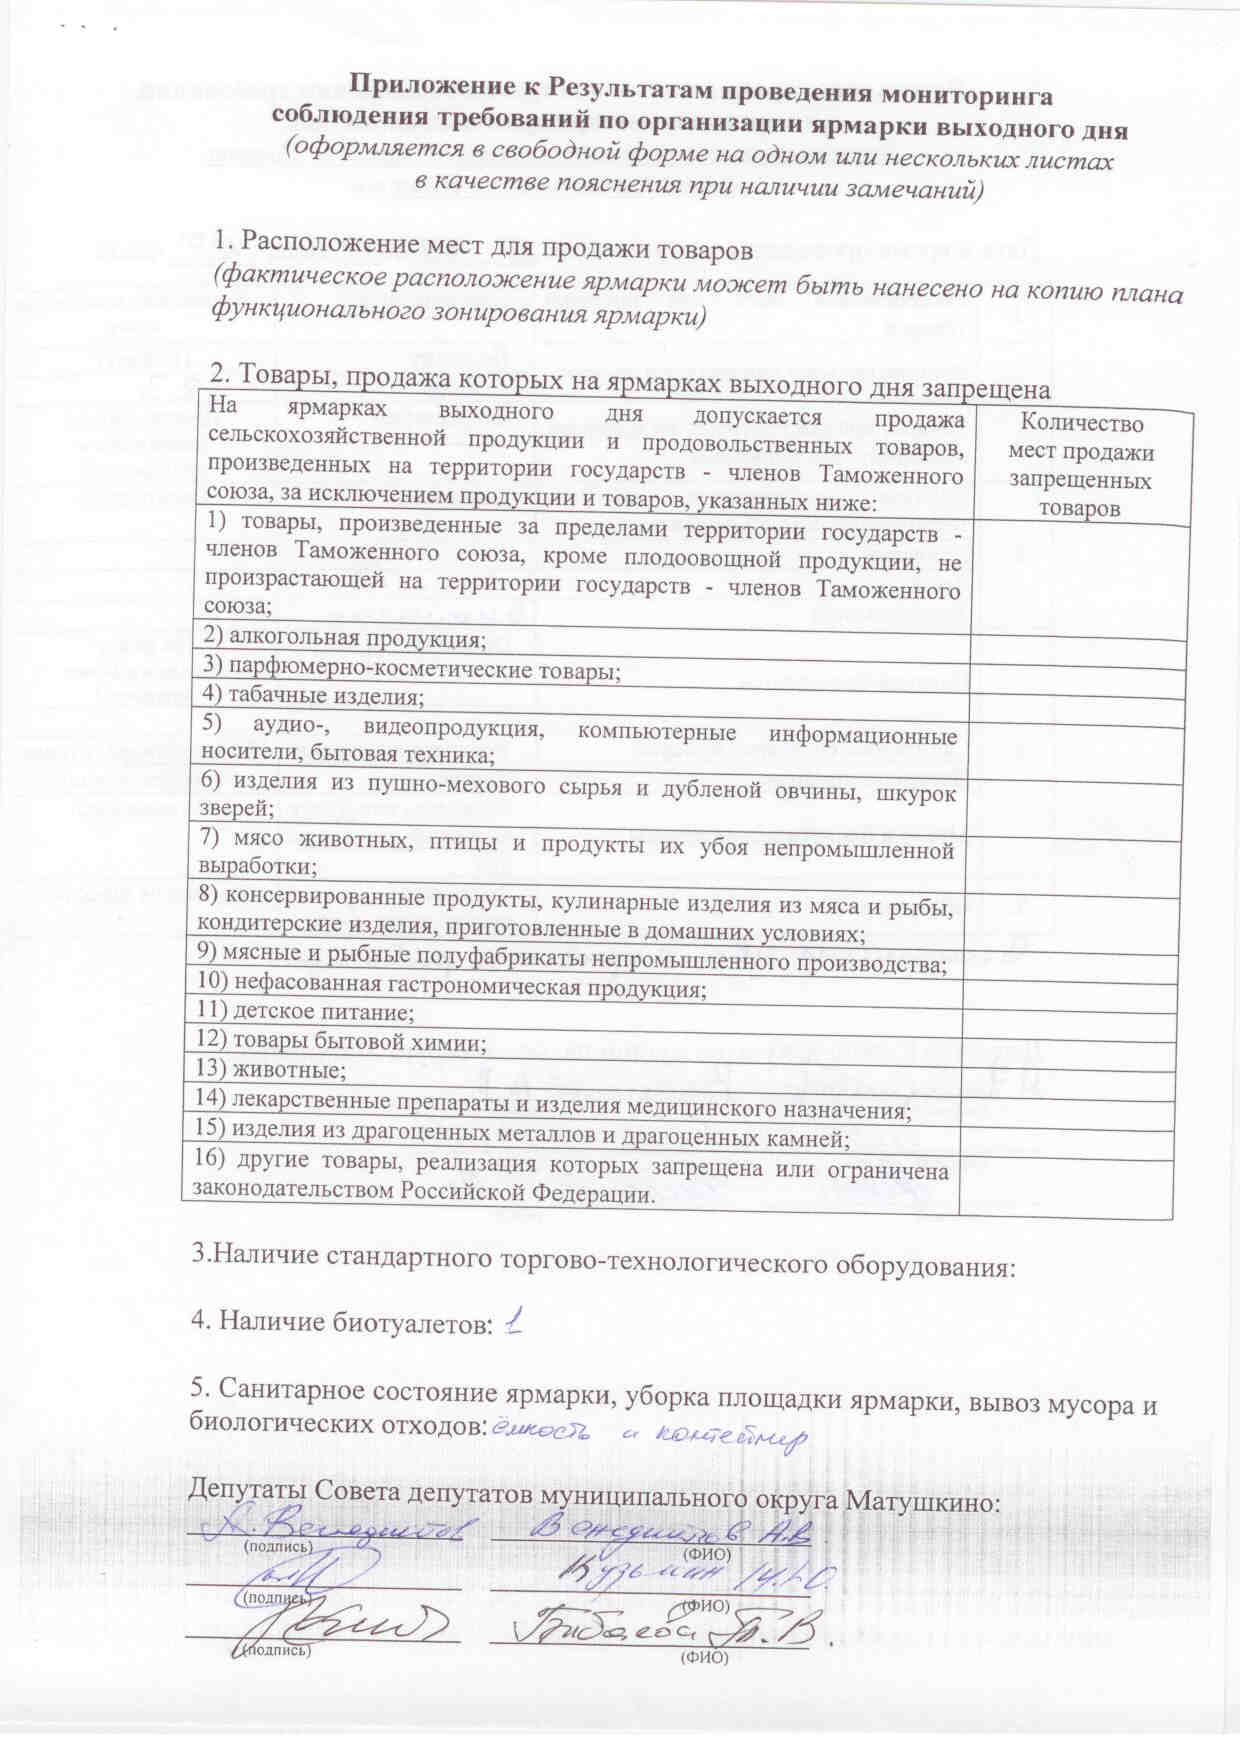 Приложение к Результатам проведения мониторинга
соблюдения требований по организации ярмарки выходного дня
(оформляется в свободной форме на одном или нескольких листах
в качестве пояснения при наличии замечаний)
1. Расположение мест для продажи товаров
(фактическое расположение ярмарки может быть нанесено на копию плана
функционального зонирования ярмарки)
2. Товары, продажа которых на ярмарках выходного дня запрещена
На ярмарках выходного дня допускается продажа
сельскохозяйственной продукции и продовольственных товаров,
произведенных на территории государств - членов Таможенного
союза, за исключением продукции и товаров, указанных ниже:
Количество
мест продажи
запрещенных
товаров
1) товары, произведенные за пределами территории государств -
членов Таможенного союза, кроме плодоовощной продукции, не
произрастающей на территории государств - членов Таможенного
союза;
2) алкогольная продукция;
3) парфюмерно-косметические товары;
4) табачные изделия;
5) аудио-, видеопродукция, компьютерные информационные
носители, бытовая техника;
6) изделия из пушно-мехового сырья и дубленой овчины, шкурок
зверей;
7) мясо животных, птицы и продукты их убоя непромышленной
выработки;
8) консервированные продукты, кулинарные изделия из мяса и рыбы,
кондитерские изделия, приготовленные в домашних условиях;
9) мясные и рыбные полуфабрикаты непромышленного производства;
10) нефасованная гастрономическая продукция;
11) детское питание;
12) товары бытовой химии;
13) животные;
14) лекарственные препараты и изделия медицинского назначения;
15) изделия из драгоценных металлов и драгоценных камней;
16) другие товары, реализация которых запрещена или ограничена
законодательством Российской Федерации.
3.Наличие стандартного торгово-технологического оборудования:
4. Наличие биотуалетов: 1
5. Санитарное состояние ярмарки, уборка площадки ярмарки, вывоз мусора и
биологических отходов: ёмкость и контейнер
Депутаты Совета депутатов муниципального округа Матушкино:
А. Венедиктов Венедиктов А.В
(подпись) (ФИО)
Кузьмин
(подпись) (ФИО)
Т.В.
(подпись) (ФИО)